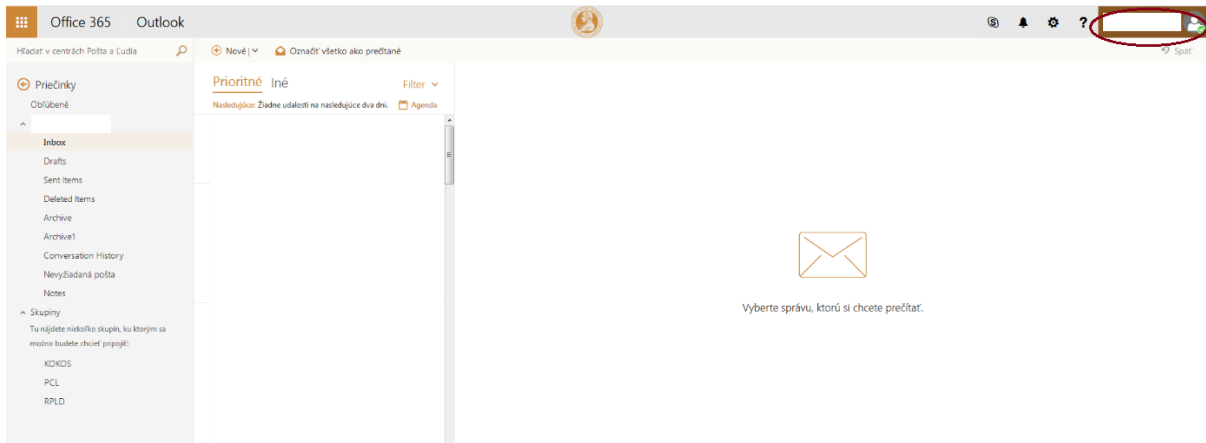 Office 365 Outlook ?
Hľadať v centrách Pošta a Ľudia Nové Označiť všetko ako prečítané Späť
Priečinky
Obľúbené
Inbox
Drafts
Sent Items
Deleted Items
Archive
Archive1
Conversation History
Nevyžiadaná pošta
Notes
Skupiny
Tu nájdete niekoľko skupín, ku ktorým sa
možno budete chcieť pripojiť:
KOKOS
PCL
RPLD
Prioritné Iné Filter
Nasledujúce: Žiadne udalosti na nasledujúce dva dni. Agenda
Vyberte správu, ktorú si chcete prečítať.